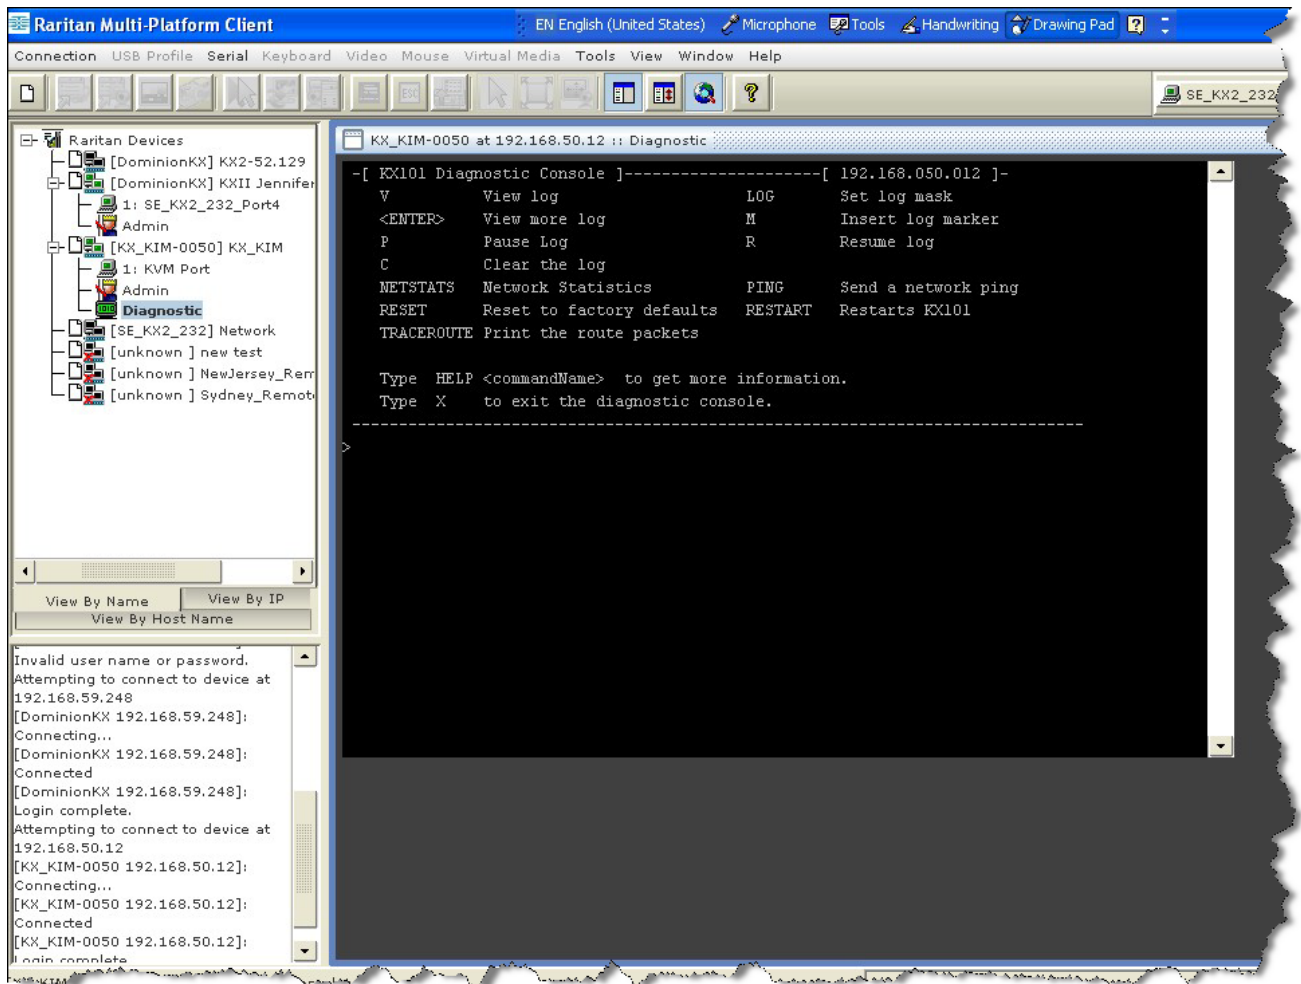 Raritan Multi-Platform Client
EN English (United States) Microphone Tools Handwriting Drawing Pad
Connection USB Profile Serial Keyboard Video Mouse Virtual Media Tools View Window Help
ESC
SE_KX2_232
Raritan Devices
[DominionKX] KX2-52.129
[DominionKX] KXII Jennifer
1: SE_KX2_232_Port4
Admin
[KX_KIM-0050] KX_KIM
1: KVM Port
Admin
Diagnostic
[SE_KX2_232] Network
[unknown ] new test
[unknown ] NewJersey_Rem
[unknown ] Sydney_Remot
View By Name View By IP
View By Host Name
Invalid user name or password.
Attempting to connect to device at
192.168.59.248
[DominionKX 192.168.59.248]:
Connecting...
[DominionKX 192.168.59.248]:
Connected
[DominionKX 192.168.59.248]:
Login complete.
Attempting to connect to device at
192.168.50.12
[KX_KIM-0050 192.168.50.12]:
Connecting...
[KX_KIM-0050 192.168.50.12]:
Connected
[KX_KIM-0050 192.168.50.12]:
Login complete
KX_KIM-0050 at 192.168.50.12 :: Diagnostic
-[ KX101 Diagnostic Console ]---------------------[ 192.168.050.012 ]-
V View log LOG Set log mask
<ENTER> View more log M Insert log marker
P Pause Log R Resume log
C Clear the log
NETSTATS Network Statistics PING Send a network ping
RESET Reset to factory defaults RESTART Restarts KX101
TRACEROUTE Print the route packets
Type HELP <commandName> to get more information.
Type X to exit the diagnostic console.
------------------------------------------------------------------------------
>